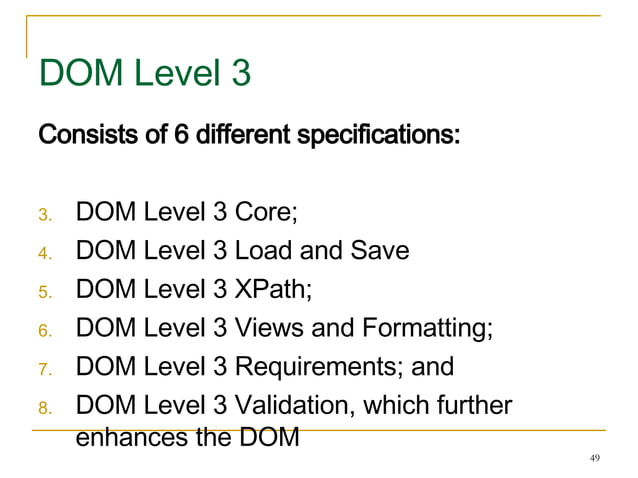 DOM Level 3
Consists of 6 different specifications:
3. DOM Level 3 Core;
4. DOM Level 3 Load and Save
5. DOM Level 3 XPath;
6. DOM Level 3 Views and Formatting;
7. DOM Level 3 Requirements; and
8. DOM Level 3 Validation, which further
enhances the DOM
49